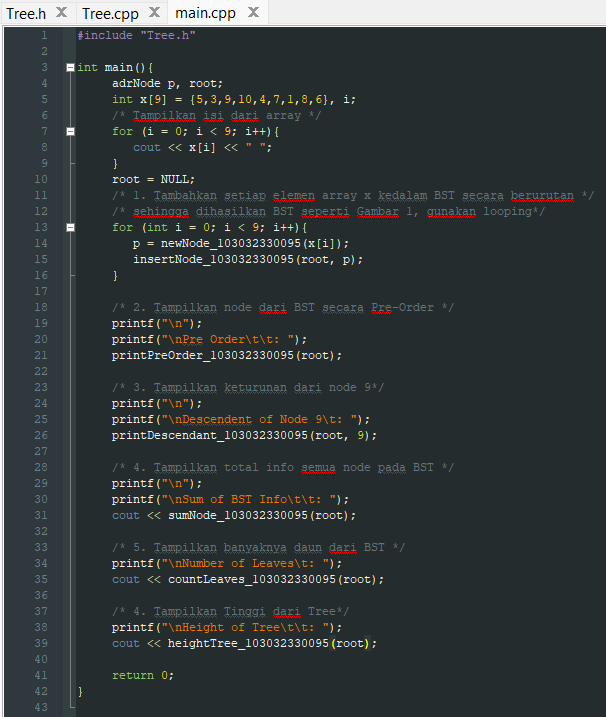 Tree.h Tree.cpp main.cpp
1 #include "Tree.h"
2
3 int main(){
4 adrNode p, root;
5 int x[9] = {5,3,9,10,4,7,1,8,6}, i;
6 /* Tampilkan isi dari array */
7 for (i = 0; i < 9; i++){
8 cout << x[i] << " ";
9 }
10 root = NULL;
11 /* 1. Tambahkan setiap elemen array x kedalam BST secara berurutan */
12 /* sehingga dihasilkan BST seperti Gambar 1, gunakan looping*/
13 for (int i = 0; i < 9; i++){
14 p = newNode_103032330095(x[i]);
15 insertNode_103032330095(root, p);
16 }
17
18 /* 2. Tampilkan node dari BST secara Pre-Order */
19 printf("\n");
20 printf("\nPre Order\t\t: ");
21 printPreOrder_103032330095(root);
22
23 /* 3. Tampilkan keturunan dari node 9*/
24 printf("\n");
25 printf("\nDescendent of Node 9\t: ");
26 printDescendant_103032330095(root, 9);
27
28 /* 4. Tampilkan total info semua node pada BST */
29 printf("\n");
30 printf("\nSum of BST Info\t\t: ");
31 cout << sumNode_103032330095(root);
32
33 /* 5. Tampilkan banyaknya daun dari BST */
34 printf("\nNumber of Leaves\t: ");
35 cout << countLeaves_103032330095(root);
36
37 /* 4. Tampilkan Tinggi dari Tree*/
38 printf("\nHeight of Tree\t\t: ");
39 cout << heightTree_103032330095(root);
40
41 return 0;
42 }
43